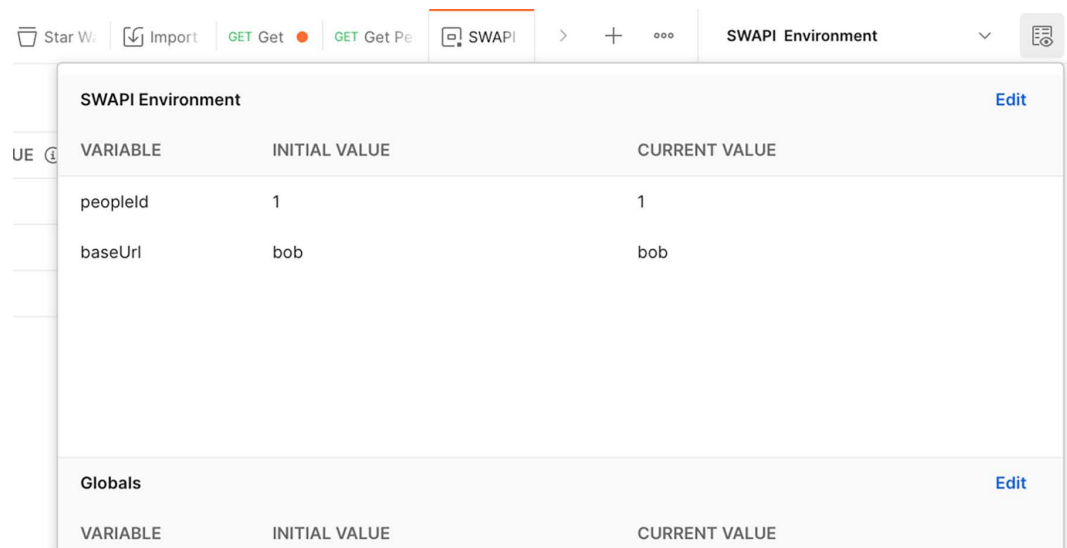 Star W Import GET Get GET Get Pe SWAPI SWAPI Environment
SWAPI Environment Edit
UE VARIABLE INITIAL VALUE CURRENT VALUE
peopleId 1 1
baseUrl bob bob
Globals Edit
VARIABLE INITIAL VALUE CURRENT VALUE